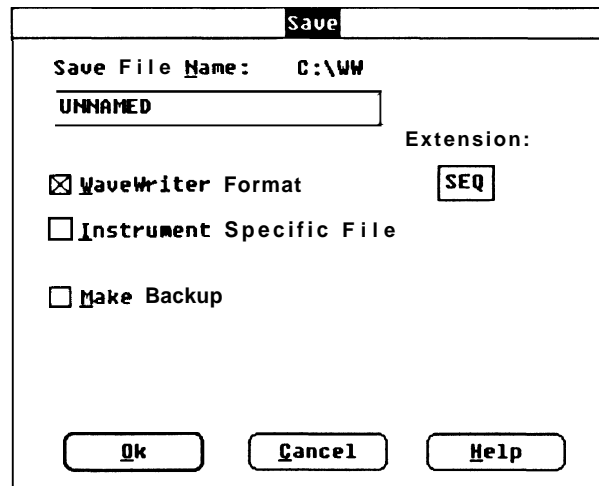 Save
Save File Name: C:\WW
UNNAMED
Extension:
WaveWriter Format
SEQ
Instrument Specific File
Make Backup
Ok
Cancel
Help